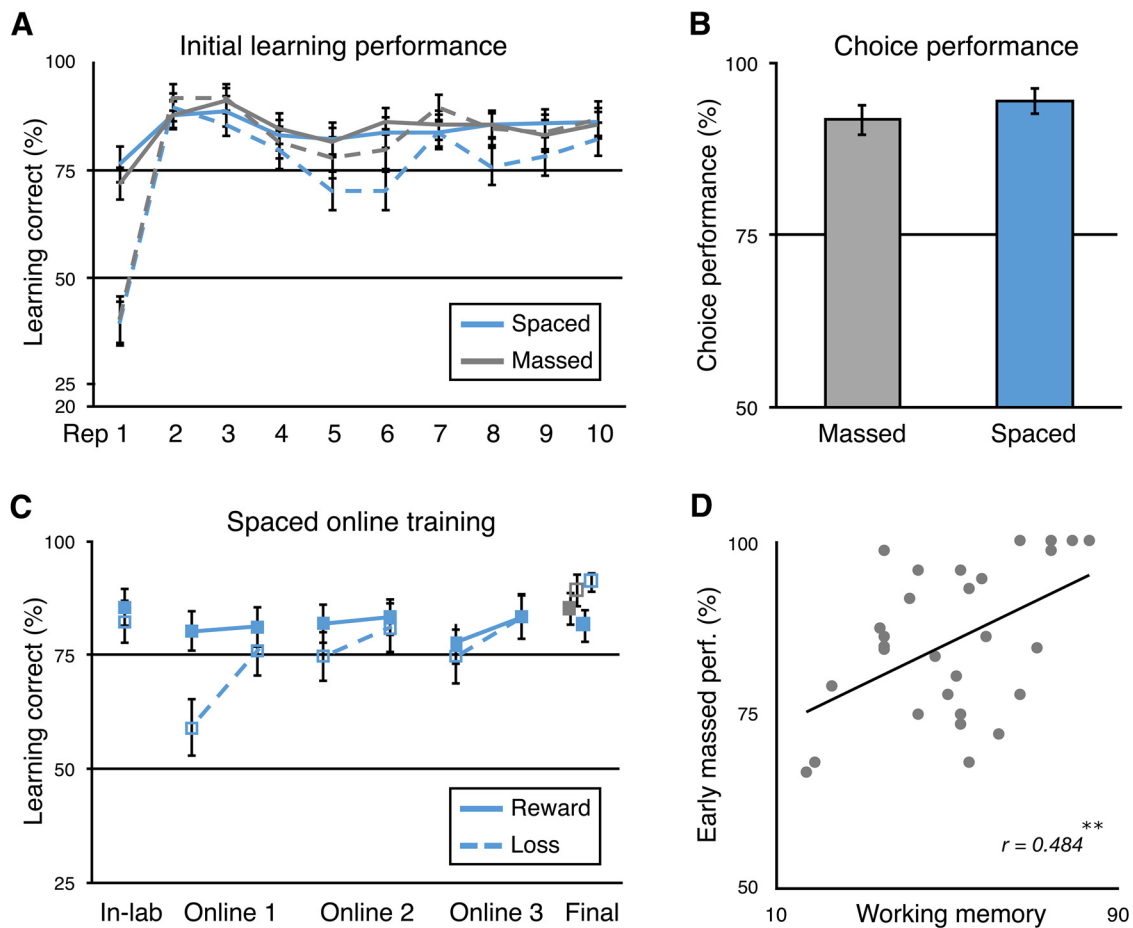 A
Initial learning performance
Learning correct (%)
100
75
50
25
20
Spaced
Massed
Rep 1 2 3 4 5 6 7 8 9 10
B
Choice performance
Choice performance (%)
100
75
50
Massed Spaced
C
Spaced online training
Learning correct (%)
100
75
50
25
Reward
Loss
In-lab Online 1 Online 2 Online 3 Final
D
Early massed perf. (%)
100
75
50
r = 0.484**
10 Working memory 90